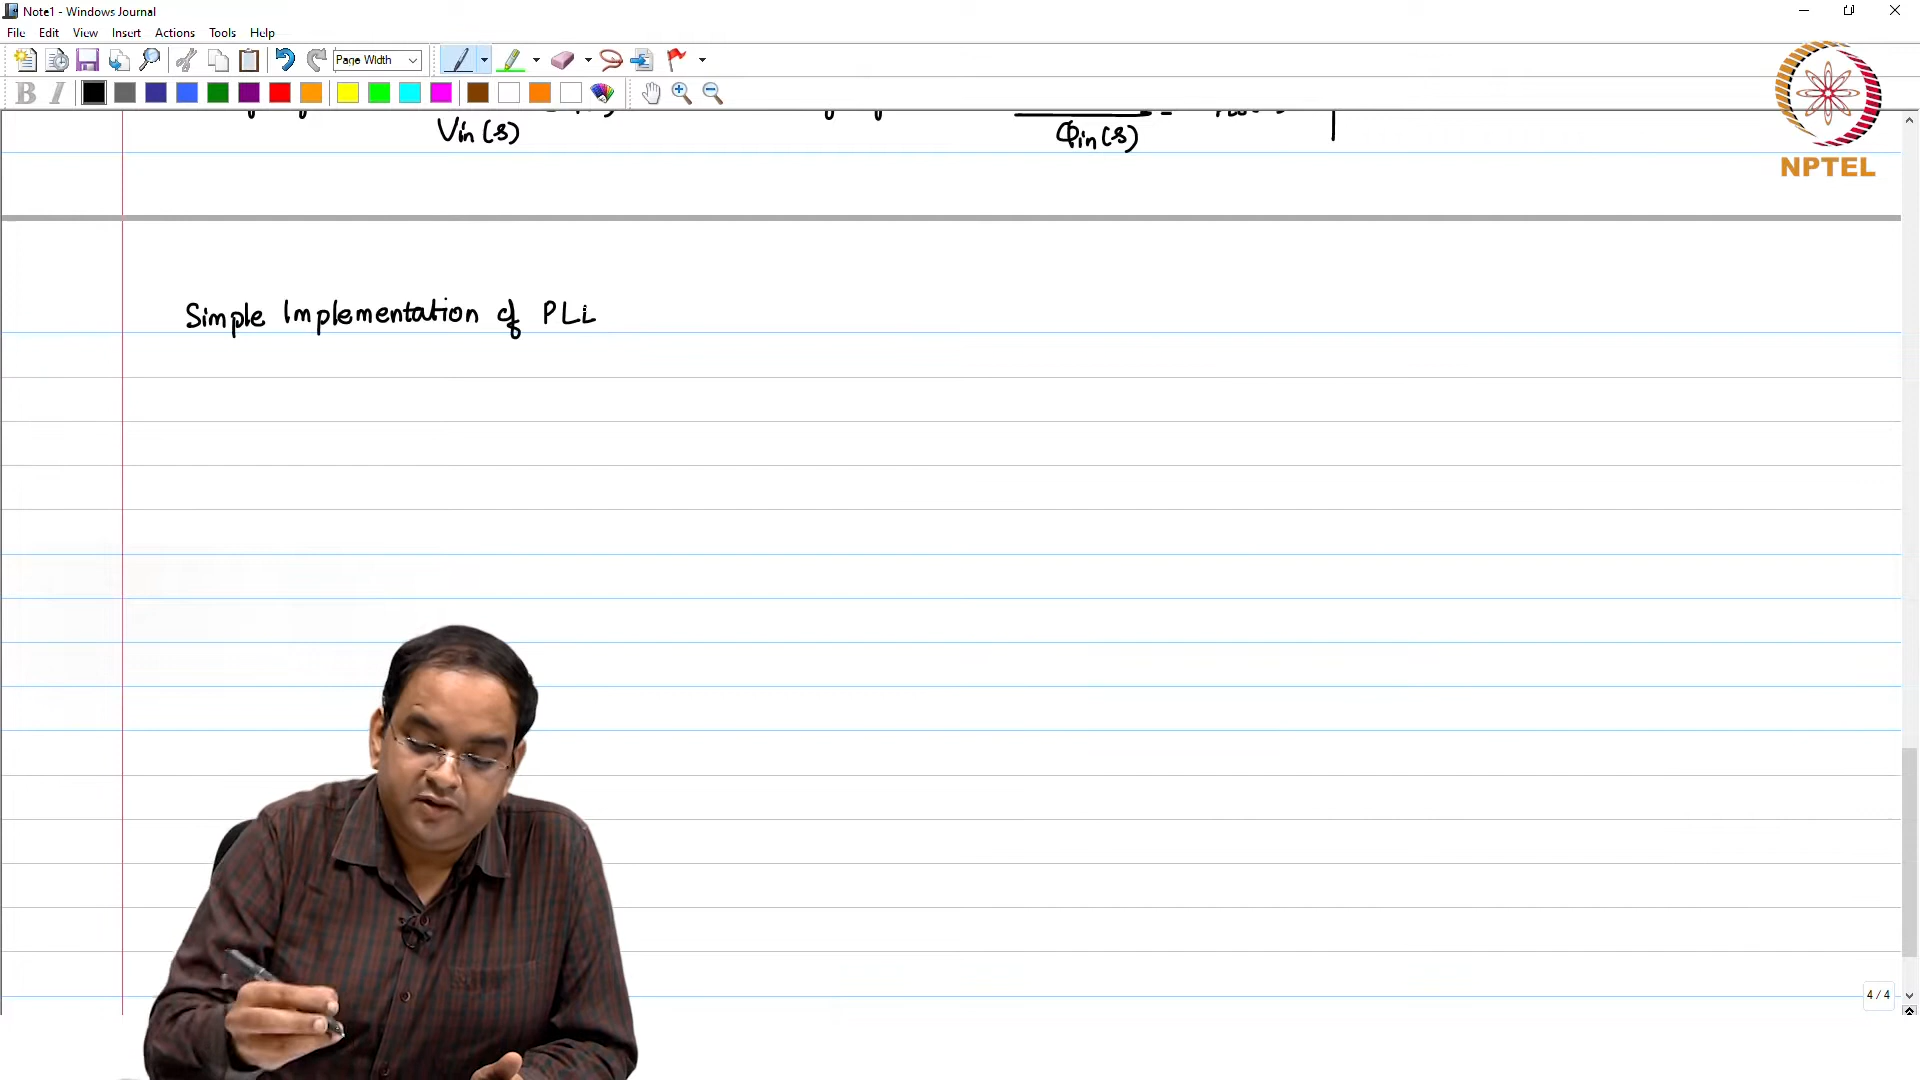 Note1 - Windows Journal
File Edit View Insert Actions Tools Help
Page Width
B I
Vin(s)
Φin(s)
NPTEL
Simple Implementation of PLL
4 / 4